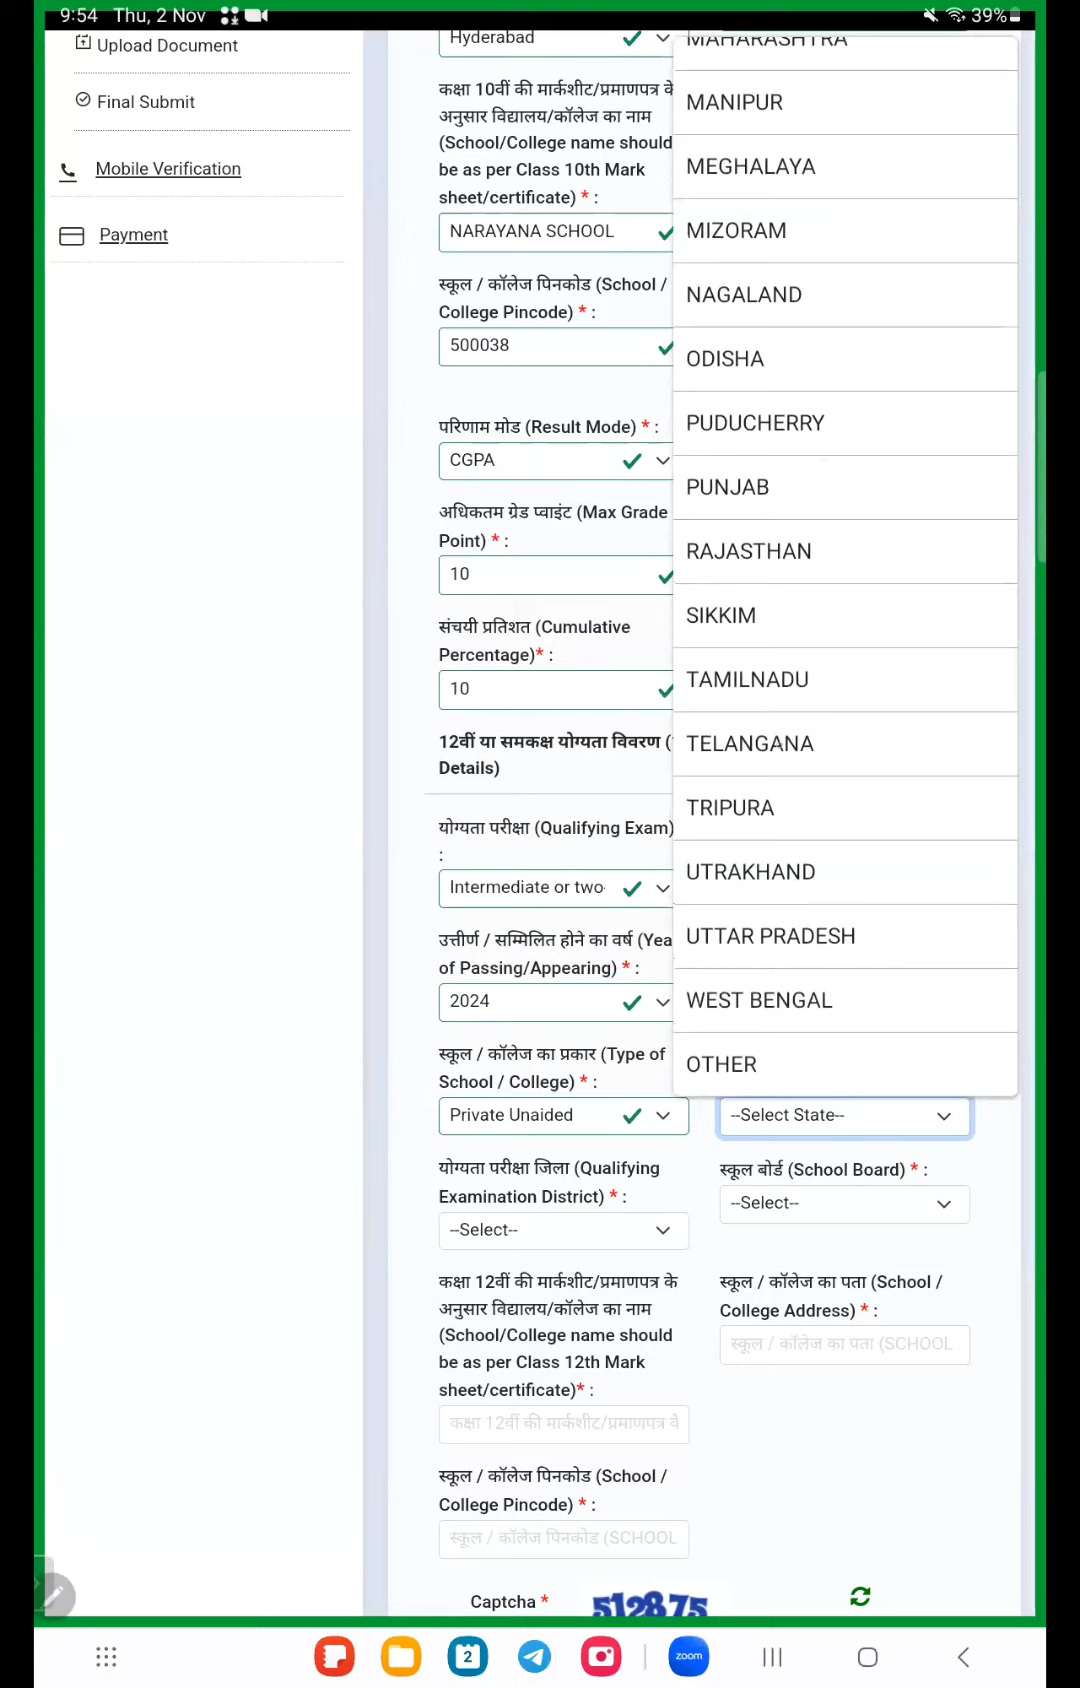 9:54 Thu, 2 Nov
39%
Upload Document
Final Submit
Mobile Verification
Payment
Hyderabad
कक्षा 10वीं की मार्कशीट/प्रमाणपत्र के
अनुसार विद्यालय/कॉलेज का नाम
(School/College name should
be as per Class 10th Mark
sheet/certificate) * :
NARAYANA SCHOOL
स्कूल / कॉलेज पिनकोड (School /
College Pincode) * :
500038
परिणाम मोड (Result Mode) * :
CGPA
अधिकतम ग्रेड प्वाइंट (Max Grade
Point) * :
10
संचयी प्रतिशत (Cumulative
Percentage)* :
10
12वीं या समकक्ष योग्यता विवरण (
Details)
योग्यता परीक्षा (Qualifying Exam)
:
Intermediate or two-
उत्तीर्ण / सम्मिलित होने का वर्ष (Yea
of Passing/Appearing) * :
2024
स्कूल / कॉलेज का प्रकार (Type of
School / College) * :
Private Unaided
योग्यता परीक्षा जिला (Qualifying
Examination District) * :
--Select--
कक्षा 12वीं की मार्कशीट/प्रमाणपत्र के
अनुसार विद्यालय/कॉलेज का नाम
(School/College name should
be as per Class 12th Mark
sheet/certificate)* :
कक्षा 12वीं की मार्कशीट/प्रमाणपत्र के
स्कूल / कॉलेज पिनकोड (School /
College Pincode) * :
स्कूल / कॉलेज पिनकोड (SCHOOL
MAHARASHTRA
MANIPUR
MEGHALAYA
MIZORAM
NAGALAND
ODISHA
PUDUCHERRY
PUNJAB
RAJASTHAN
SIKKIM
TAMILNADU
TELANGANA
TRIPURA
UTRAKHAND
UTTAR PRADESH
WEST BENGAL
OTHER
--Select State--
स्कूल बोर्ड (School Board) * :
--Select--
स्कूल / कॉलेज का पता (School /
College Address) * :
स्कूल / कॉलेज का पता (SCHOOL
Captcha *
512875
2
zoom